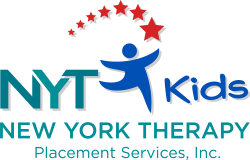 NYT Kids
NEW YORK THERAPY
Placement Services, Inc.